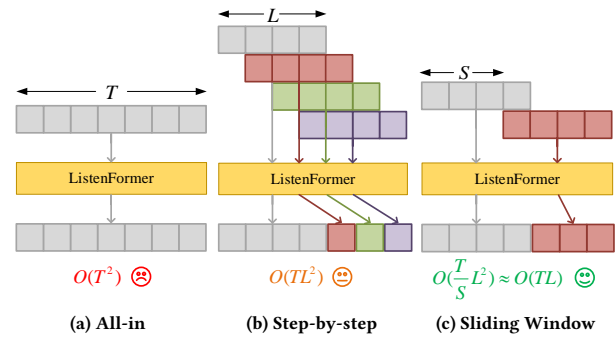 T
ListenFormer
O(T²)
(a) All-in
L
ListenFormer
O(TL²)
(b) Step-by-step
S
ListenFormer
O(T/S L²) ≈ O(TL)
(c) Sliding Window